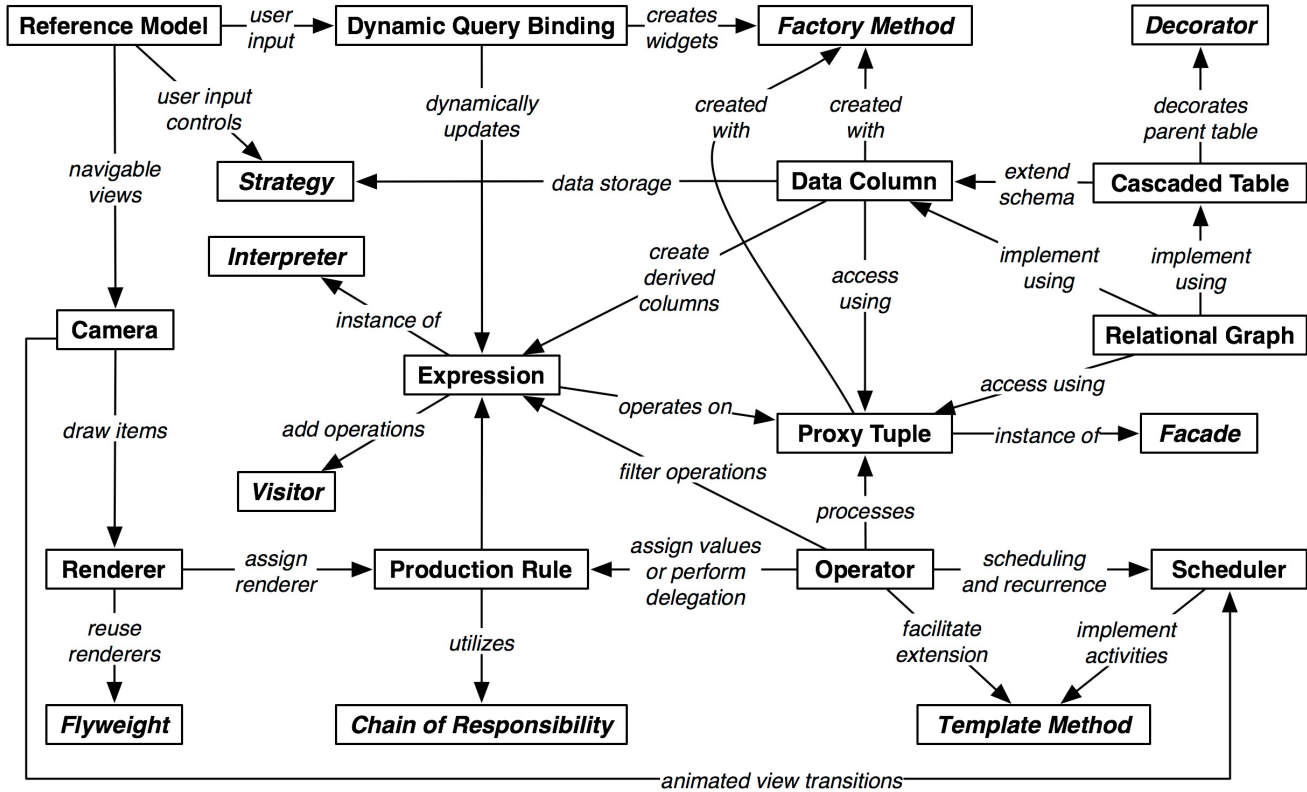 Reference Model
user
input
Dynamic Query Binding
creates
widgets
Factory Method
Decorator
user input
controls
dynamically
updates
created
with
created
with
decorates
parent table
navigable
views
Strategy
data storage
Data Column
extend
schema
Cascaded Table
Interpreter
create
derived
columns
access
using
implement
using
implement
using
instance of
Camera
Relational Graph
Expression
access using
operates on
draw items
add operations
Proxy Tuple
instance of
Facade
filter operations
Visitor
processes
Renderer
assign
renderer
Production Rule
assign values
or perform
delegation
Operator
scheduling
and recurrence
Scheduler
reuse
renderers
utilizes
facilitate
extension
implement
activities
Flyweight
Chain of Responsibility
Template Method
animated view transitions